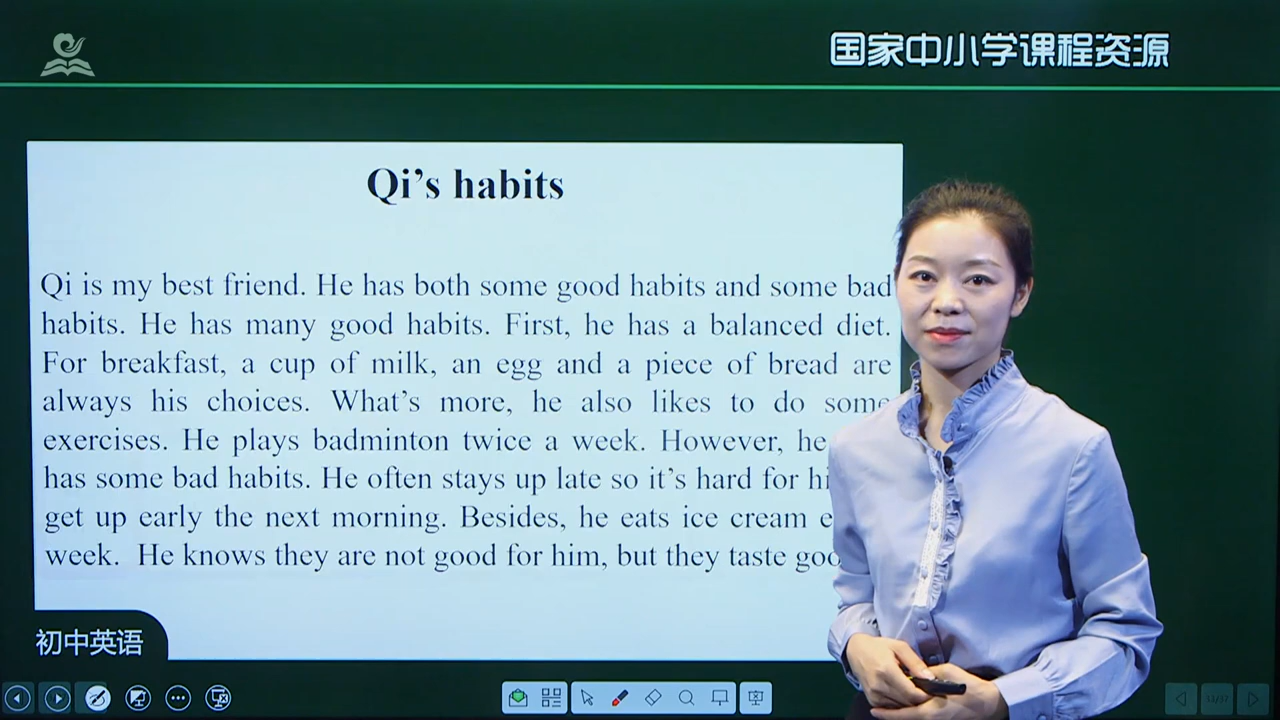 国家中小学课程资源
Qi's habits
Qi is my best friend. He has both some good habits and some bad
habits. He has many good habits. First, he has a balanced diet.
For breakfast, a cup of milk, an egg and a piece of bread are
always his choices. What's more, he also likes to do some
exercises. He plays badminton twice a week. However, he
has some bad habits. He often stays up late so it's hard for
get up early the next morning. Besides, he eats ice cream
week. He knows they are not good for him, but they taste
初中英语